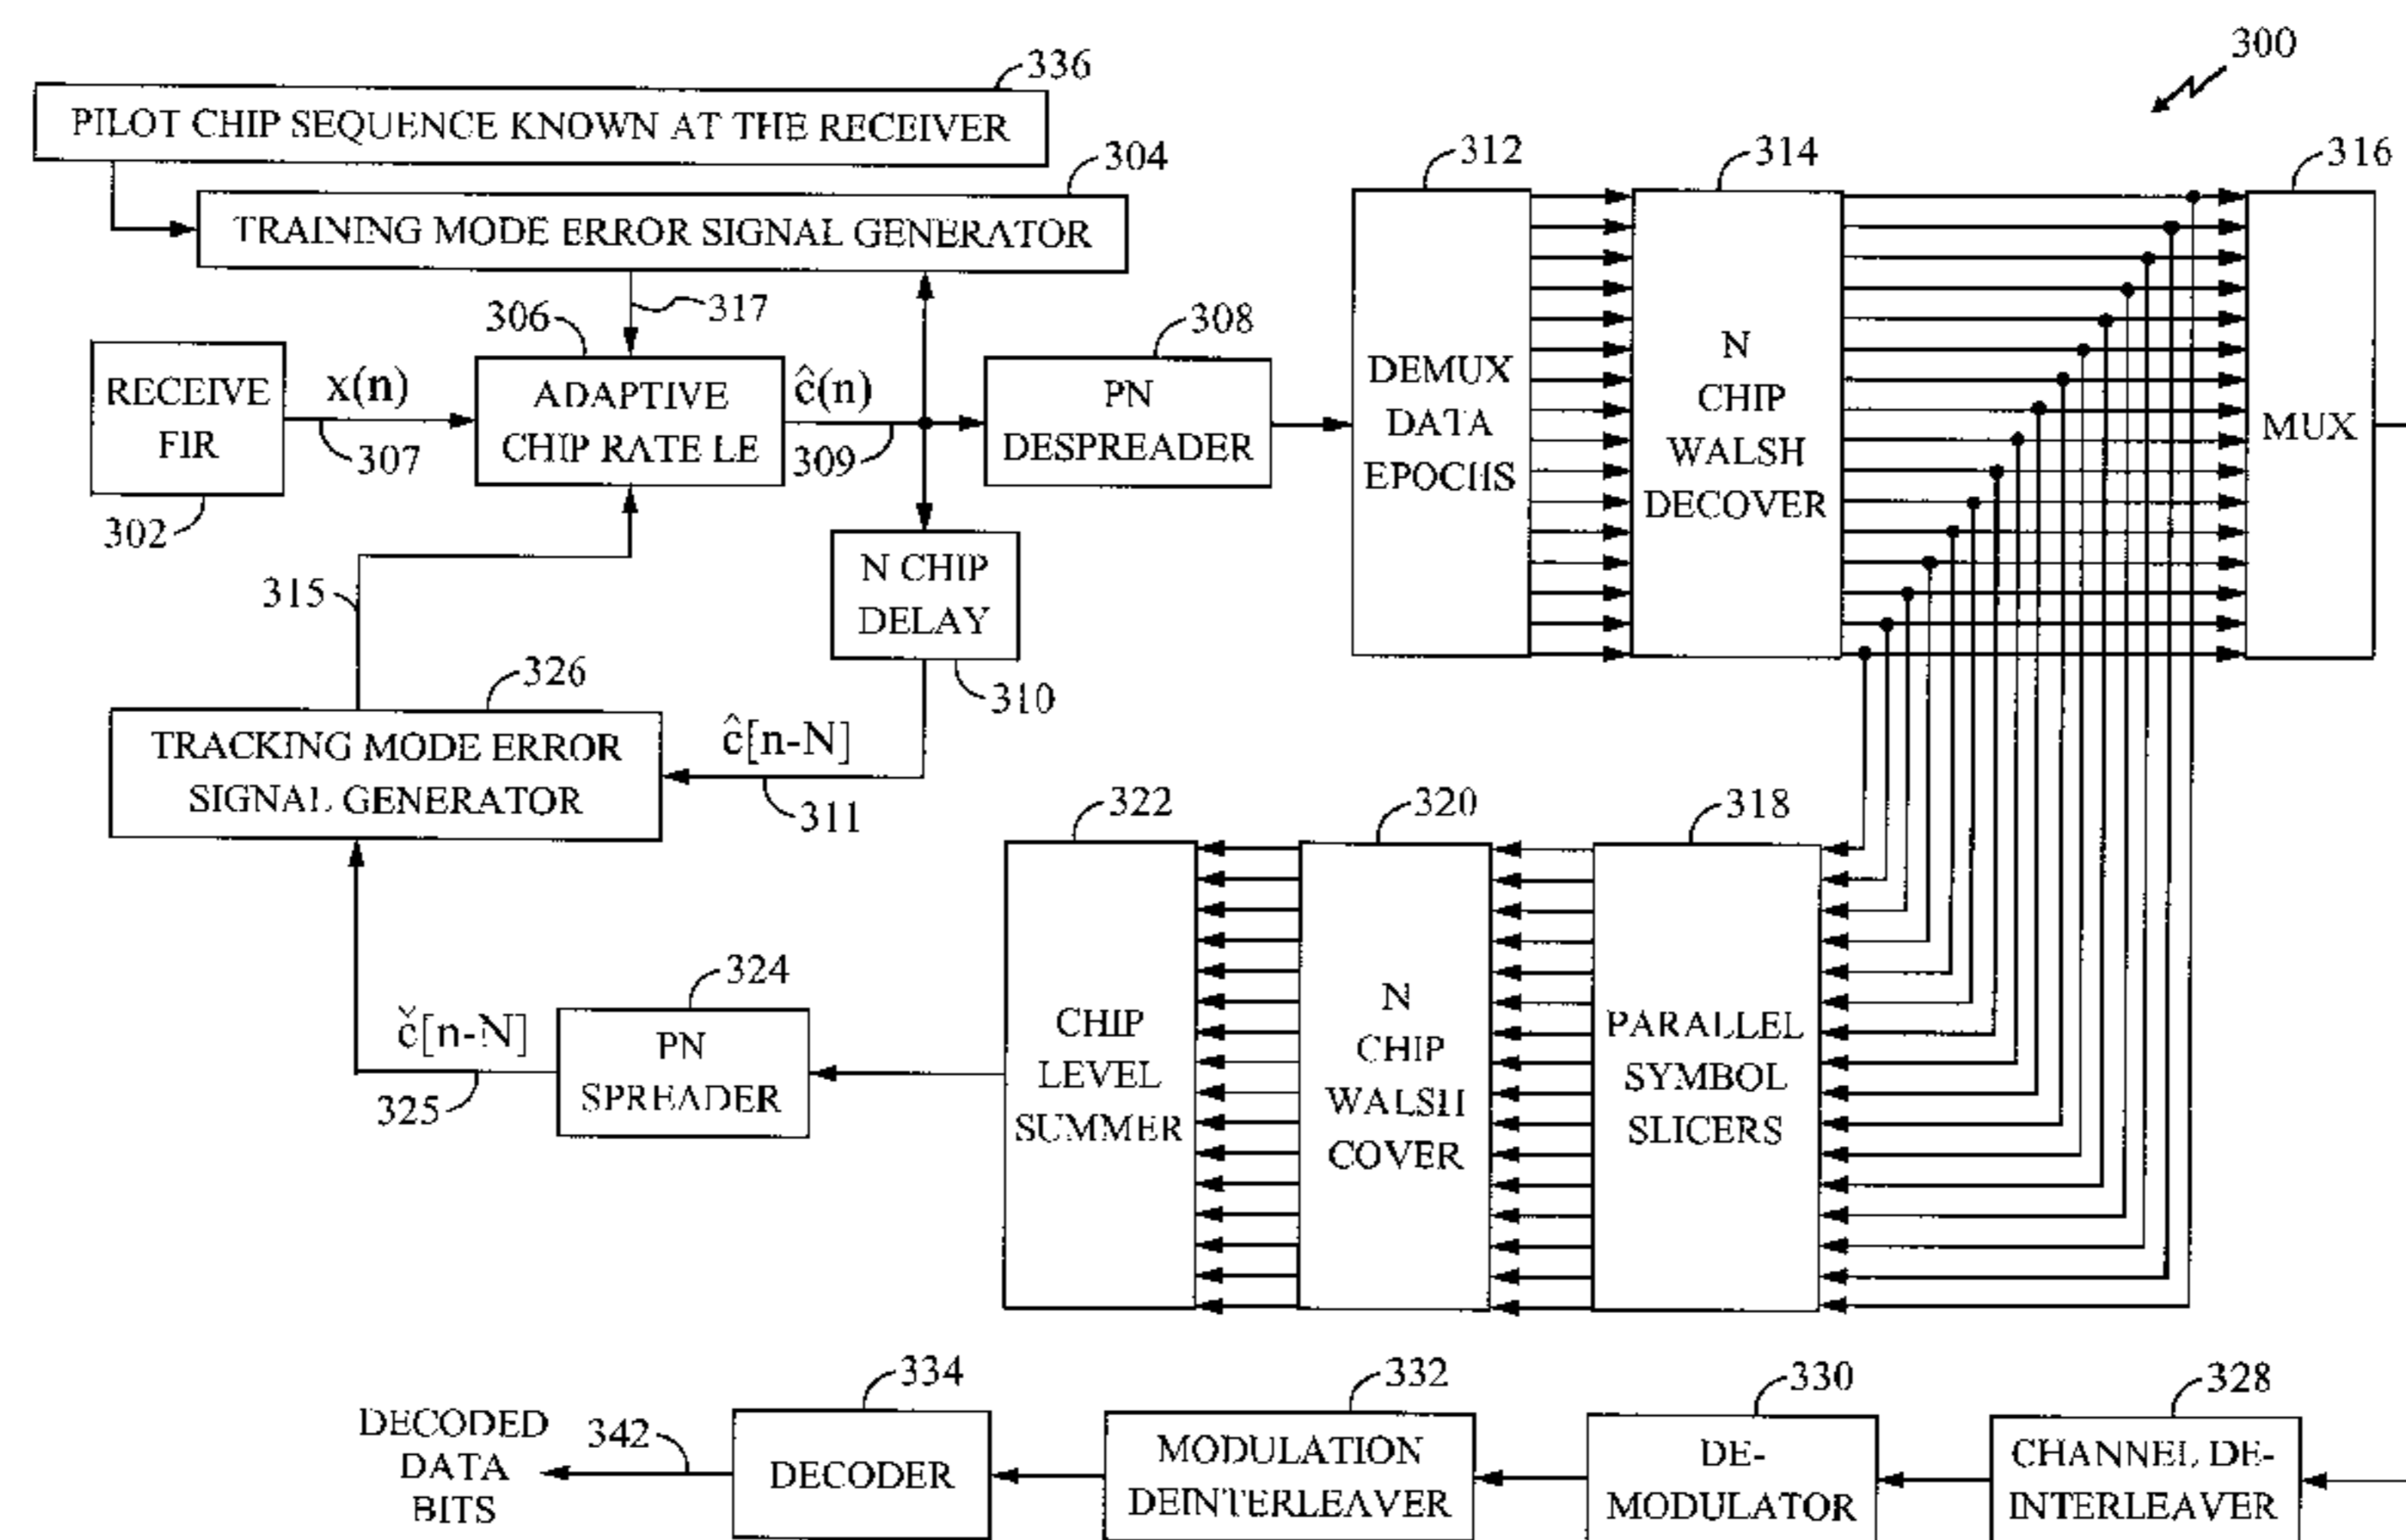 300
336
PILOT CHIP SEQUENCE KNOWN AT THE RECEIVER
304
TRAINING MODE ERROR SIGNAL GENERATOR
317
306
308
312
314
316
RECEIVE
FIR
302
x(n)
307
ADAPTIVE
CHIP RATE LE
ĉ(n)
309
PN
DESPREADER
DEMUX
DATA
EPOCHS
N
CHIP
WALSH
DECOVER
MUX
N CHIP
DELAY
310
315
326
TRACKING MODE ERROR
SIGNAL GENERATOR
ĉ[n-N]
311
322
320
318
CHIP
LEVEL
SUMMER
N
CHIP
WALSH
COVER
PARALLEL
SYMBOL
SLICERS
324
PN
SPREADER
č[n-N]
325
334
332
330
328
DECODED
DATA
BITS
342
DECODER
MODULATION
DEINTERLEAVER
DE-
MODULATOR
CHANNEL DE-
INTERLEAVER